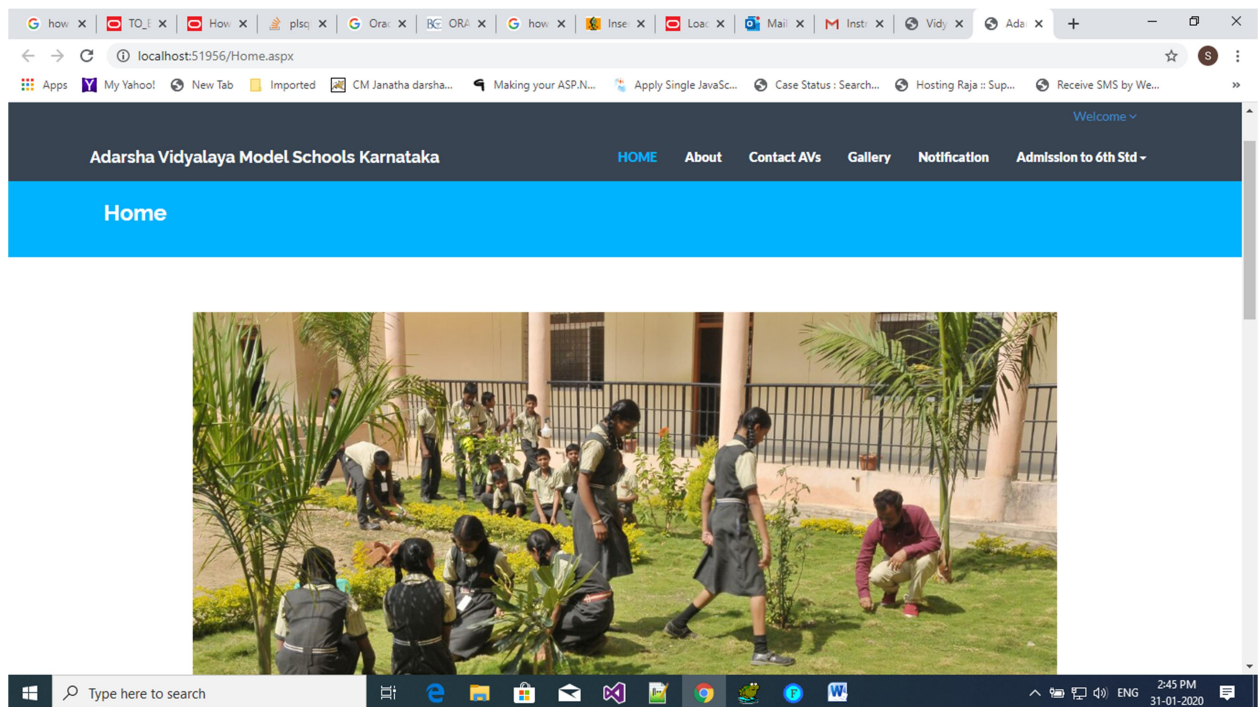 how TO_E How plsq Orac ORA how Inse Loac Mail Inst Vidy Ada
localhost:51956/Home.aspx
Apps My Yahoo! New Tab Imported CM Janatha darsha... Making your ASP.N... Apply Single JavaSc... Case Status : Search... Hosting Raja :: Sup... Receive SMS by We...
Welcome
Adarsha Vidyalaya Model Schools Karnataka HOME About Contact AVs Gallery Notification Admission to 6th Std
Home
Type here to search ENG 2:45 PM
31-01-2020